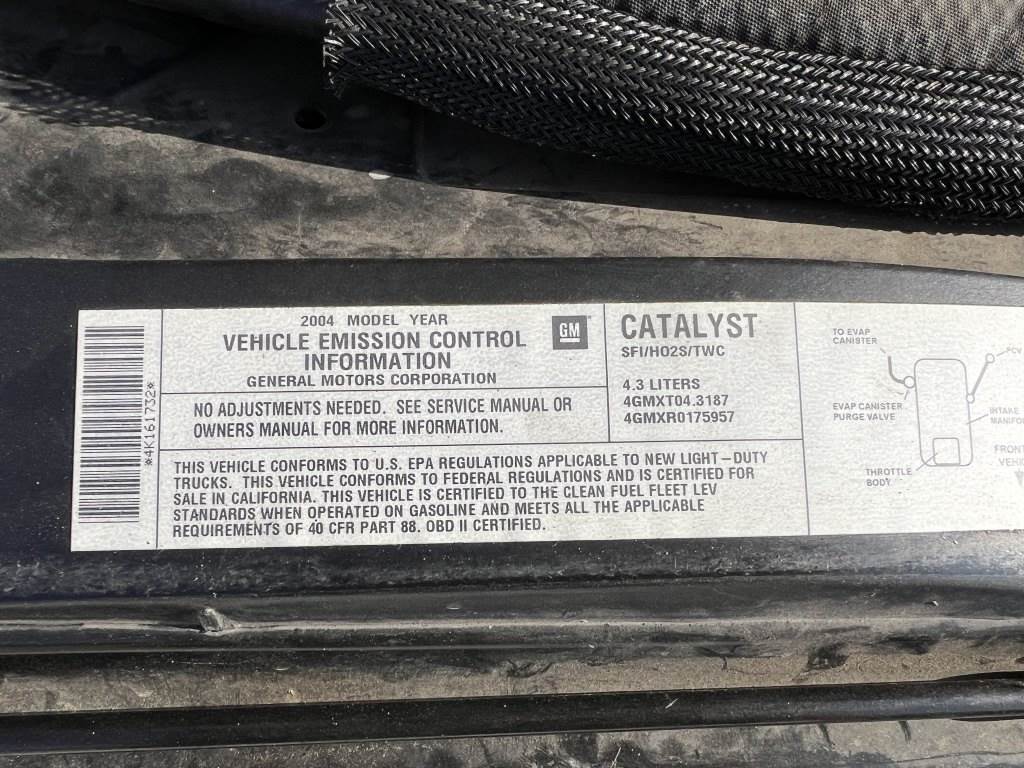 *4K161732*
2004 MODEL YEAR
VEHICLE EMISSION CONTROL
INFORMATION
GENERAL MOTORS CORPORATION
GM
NO ADJUSTMENTS NEEDED. SEE SERVICE MANUAL OR
OWNERS MANUAL FOR MORE INFORMATION.
CATALYST
SFI/HO2S/TWC
4.3 LITERS
4GMXT04.3187
4GMXR0175957
THIS VEHICLE CONFORMS TO U.S. EPA REGULATIONS APPLICABLE TO NEW LIGHT-DUTY
TRUCKS. THIS VEHICLE CONFORMS TO FEDERAL REGULATIONS AND IS CERTIFIED FOR
SALE IN CALIFORNIA. THIS VEHICLE IS CERTIFIED TO THE CLEAN FUEL FLEET LEV
STANDARDS WHEN OPERATED ON GASOLINE AND MEETS ALL THE APPLICABLE
REQUIREMENTS OF 40 CFR PART 88. OBD II CERTIFIED.
TO EVAP
CANISTER
PCV
EVAP CANISTER
PURGE VALVE
INTAKE
THROTTLE
BODY